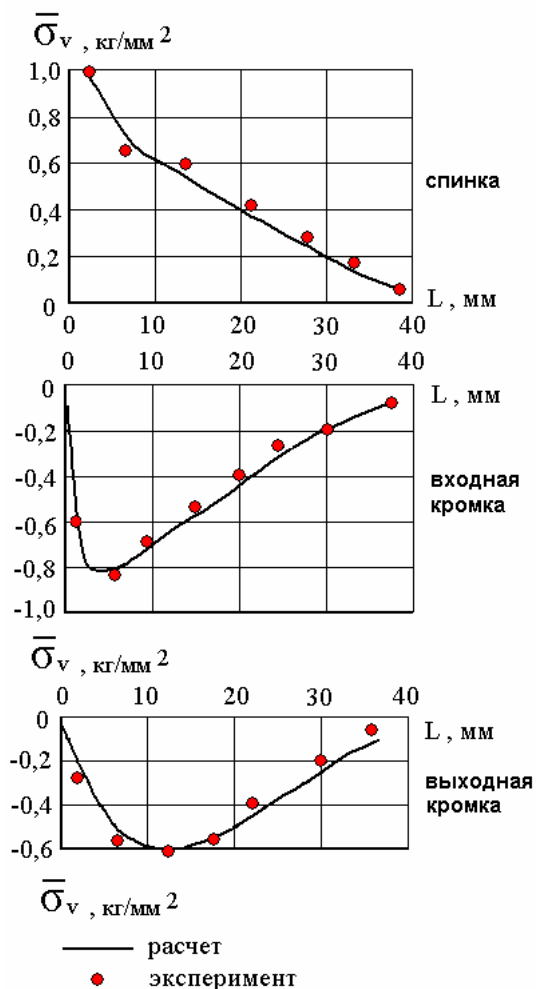 σ̅v , кг/мм 2
1,0
0,8
0,6
0,4
0,2
0
0 10 20 30 40
L , мм
спинка
0 10 20 30 40
L , мм
0
-0,2
-0,4
-0,6
-0,8
-1,0
входная
кромка
σ̅v , кг/мм 2
0 10 20 30 40
L , мм
0
-0,2
-0,4
-0,6
выходная
кромка
σ̅v , кг/мм 2
расчет
эксперимент